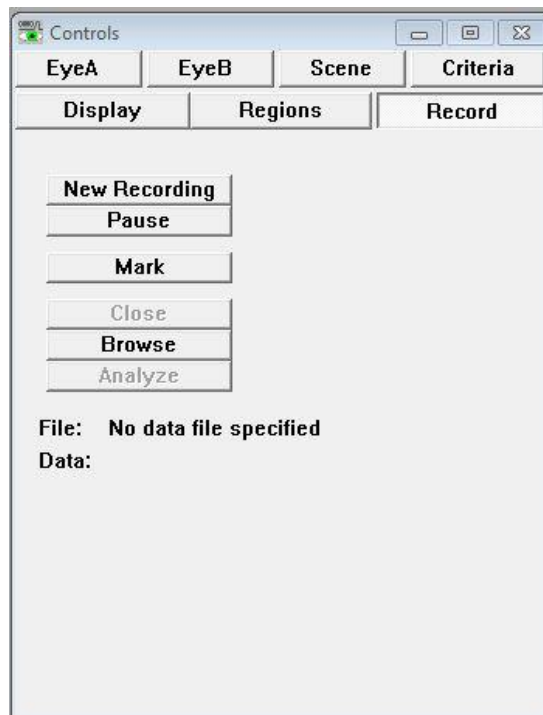 Controls
EyeA EyeB Scene Criteria
Display Regions Record
New Recording
Pause
Mark
Close
Browse
Analyze
File: No data file specified
Data: